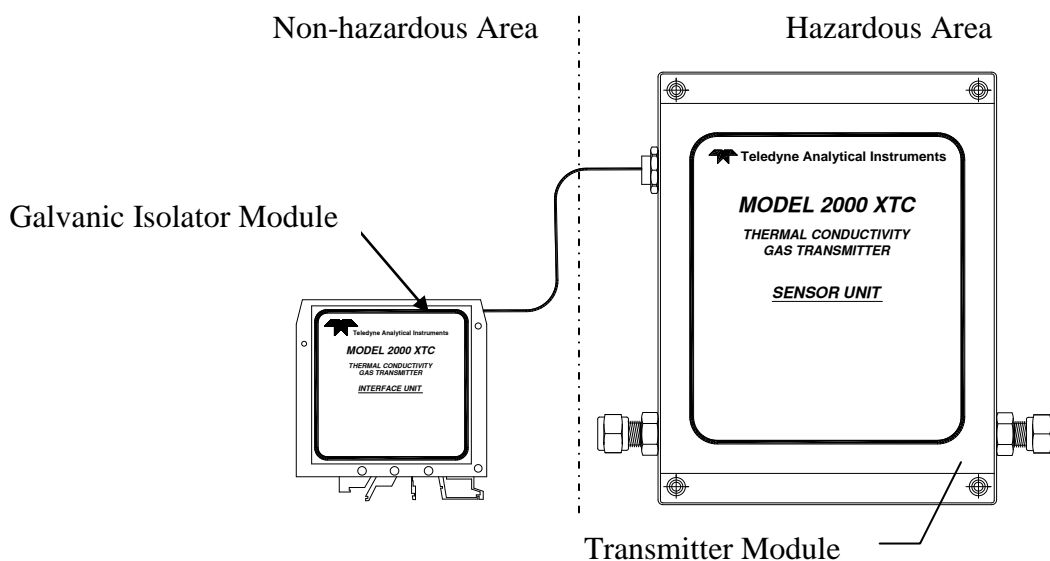 Non-hazardous Area
Hazardous Area
Teledyne Analytical Instruments
MODEL 2000 XTC
THERMAL CONDUCTIVITY
GAS TRANSMITTER
SENSOR UNIT
Galvanic Isolator Module
Teledyne Analytical Instruments
MODEL 2000 XTC
THERMAL CONDUCTIVITY
GAS TRANSMITTER
INTERFACE UNIT
Transmitter Module